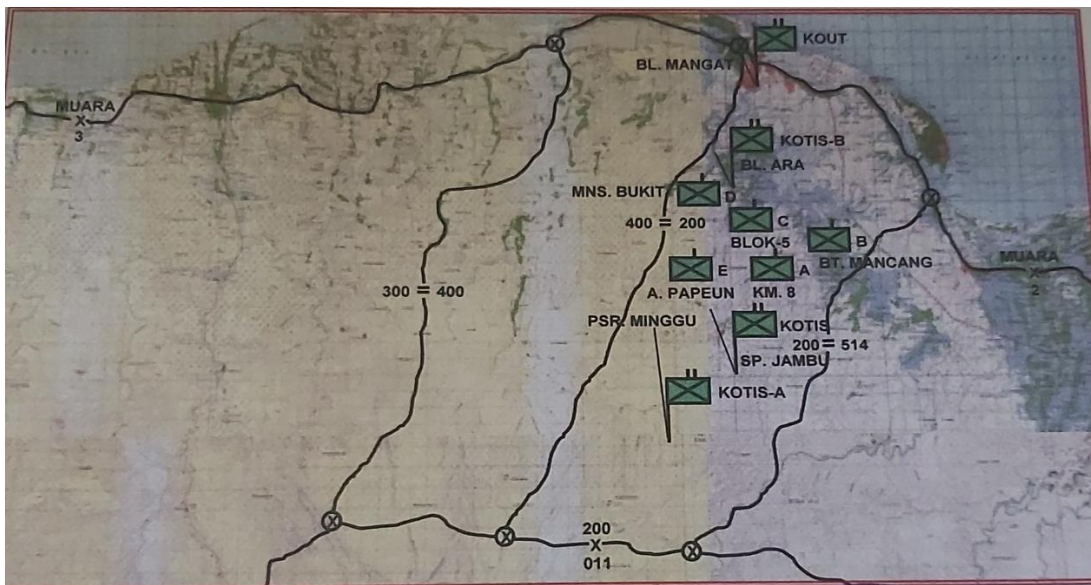 KOUT
BL. MANGAT
MUARA
X
3
KOTIS-B
BL. ARA
MNS. BUKIT
D
400 = 200
C
BLOK-5
B
BT. MANCANG
MUARA
X
2
E
A. PAPEUN
A
KM. 8
300 = 400
PSR. MINGGU
KOTIS
200 = 514
SP. JAMBU
KOTIS-A
200
X
011